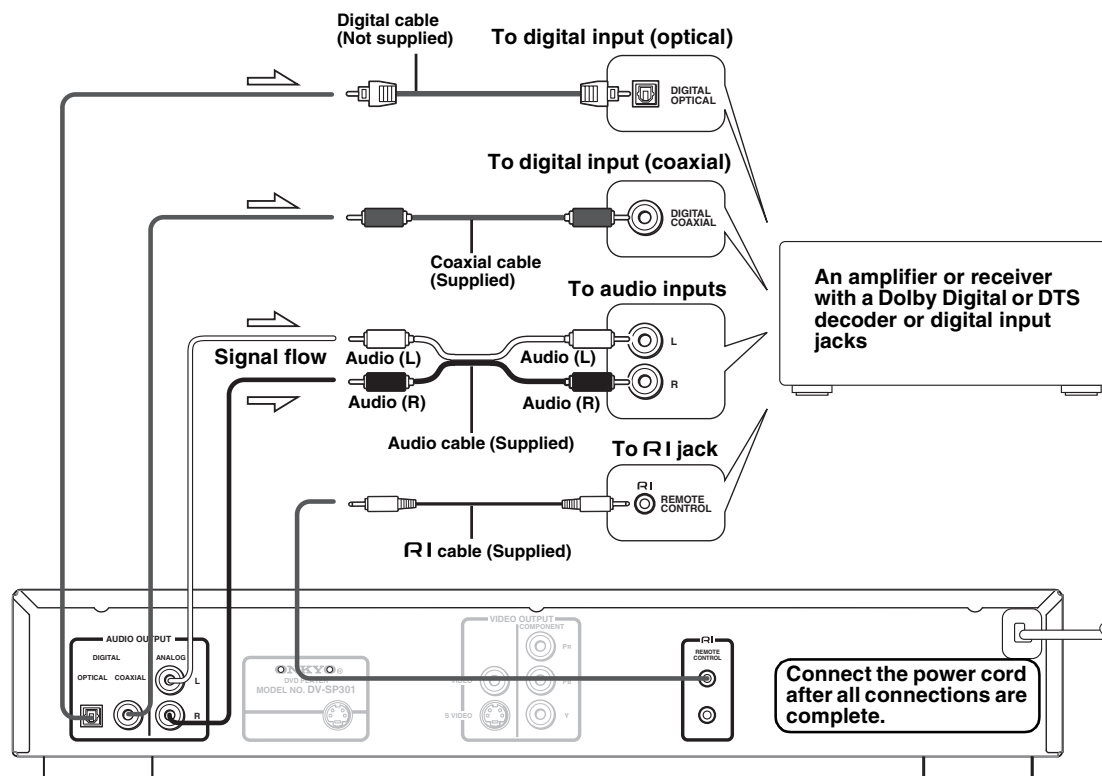 Digital cable
(Not supplied)
To digital input (optical)
DIGITAL
OPTICAL
To digital input (coaxial)
DIGITAL
COAXIAL
Coaxial cable
(Supplied)
To audio inputs
An amplifier or receiver
with a Dolby Digital or DTS
decoder or digital input
jacks
Signal flow
Audio (L)
Audio (L)
L
Audio (R)
Audio (R)
R
Audio cable (Supplied)
To RI jack
RI
REMOTE
CONTROL
RI cable (Supplied)
AUDIO OUTPUT
DIGITAL
ANALOG
OPTICAL
COAXIAL
L
R
ONKYO®
DVD PLAYER
MODEL NO. DV-SP301
VIDEO OUTPUT
COMPONENT
PR
VIDEO
PB
S VIDEO
Y
RI
REMOTE
CONTROL
Connect the power cord
after all connections are
complete.